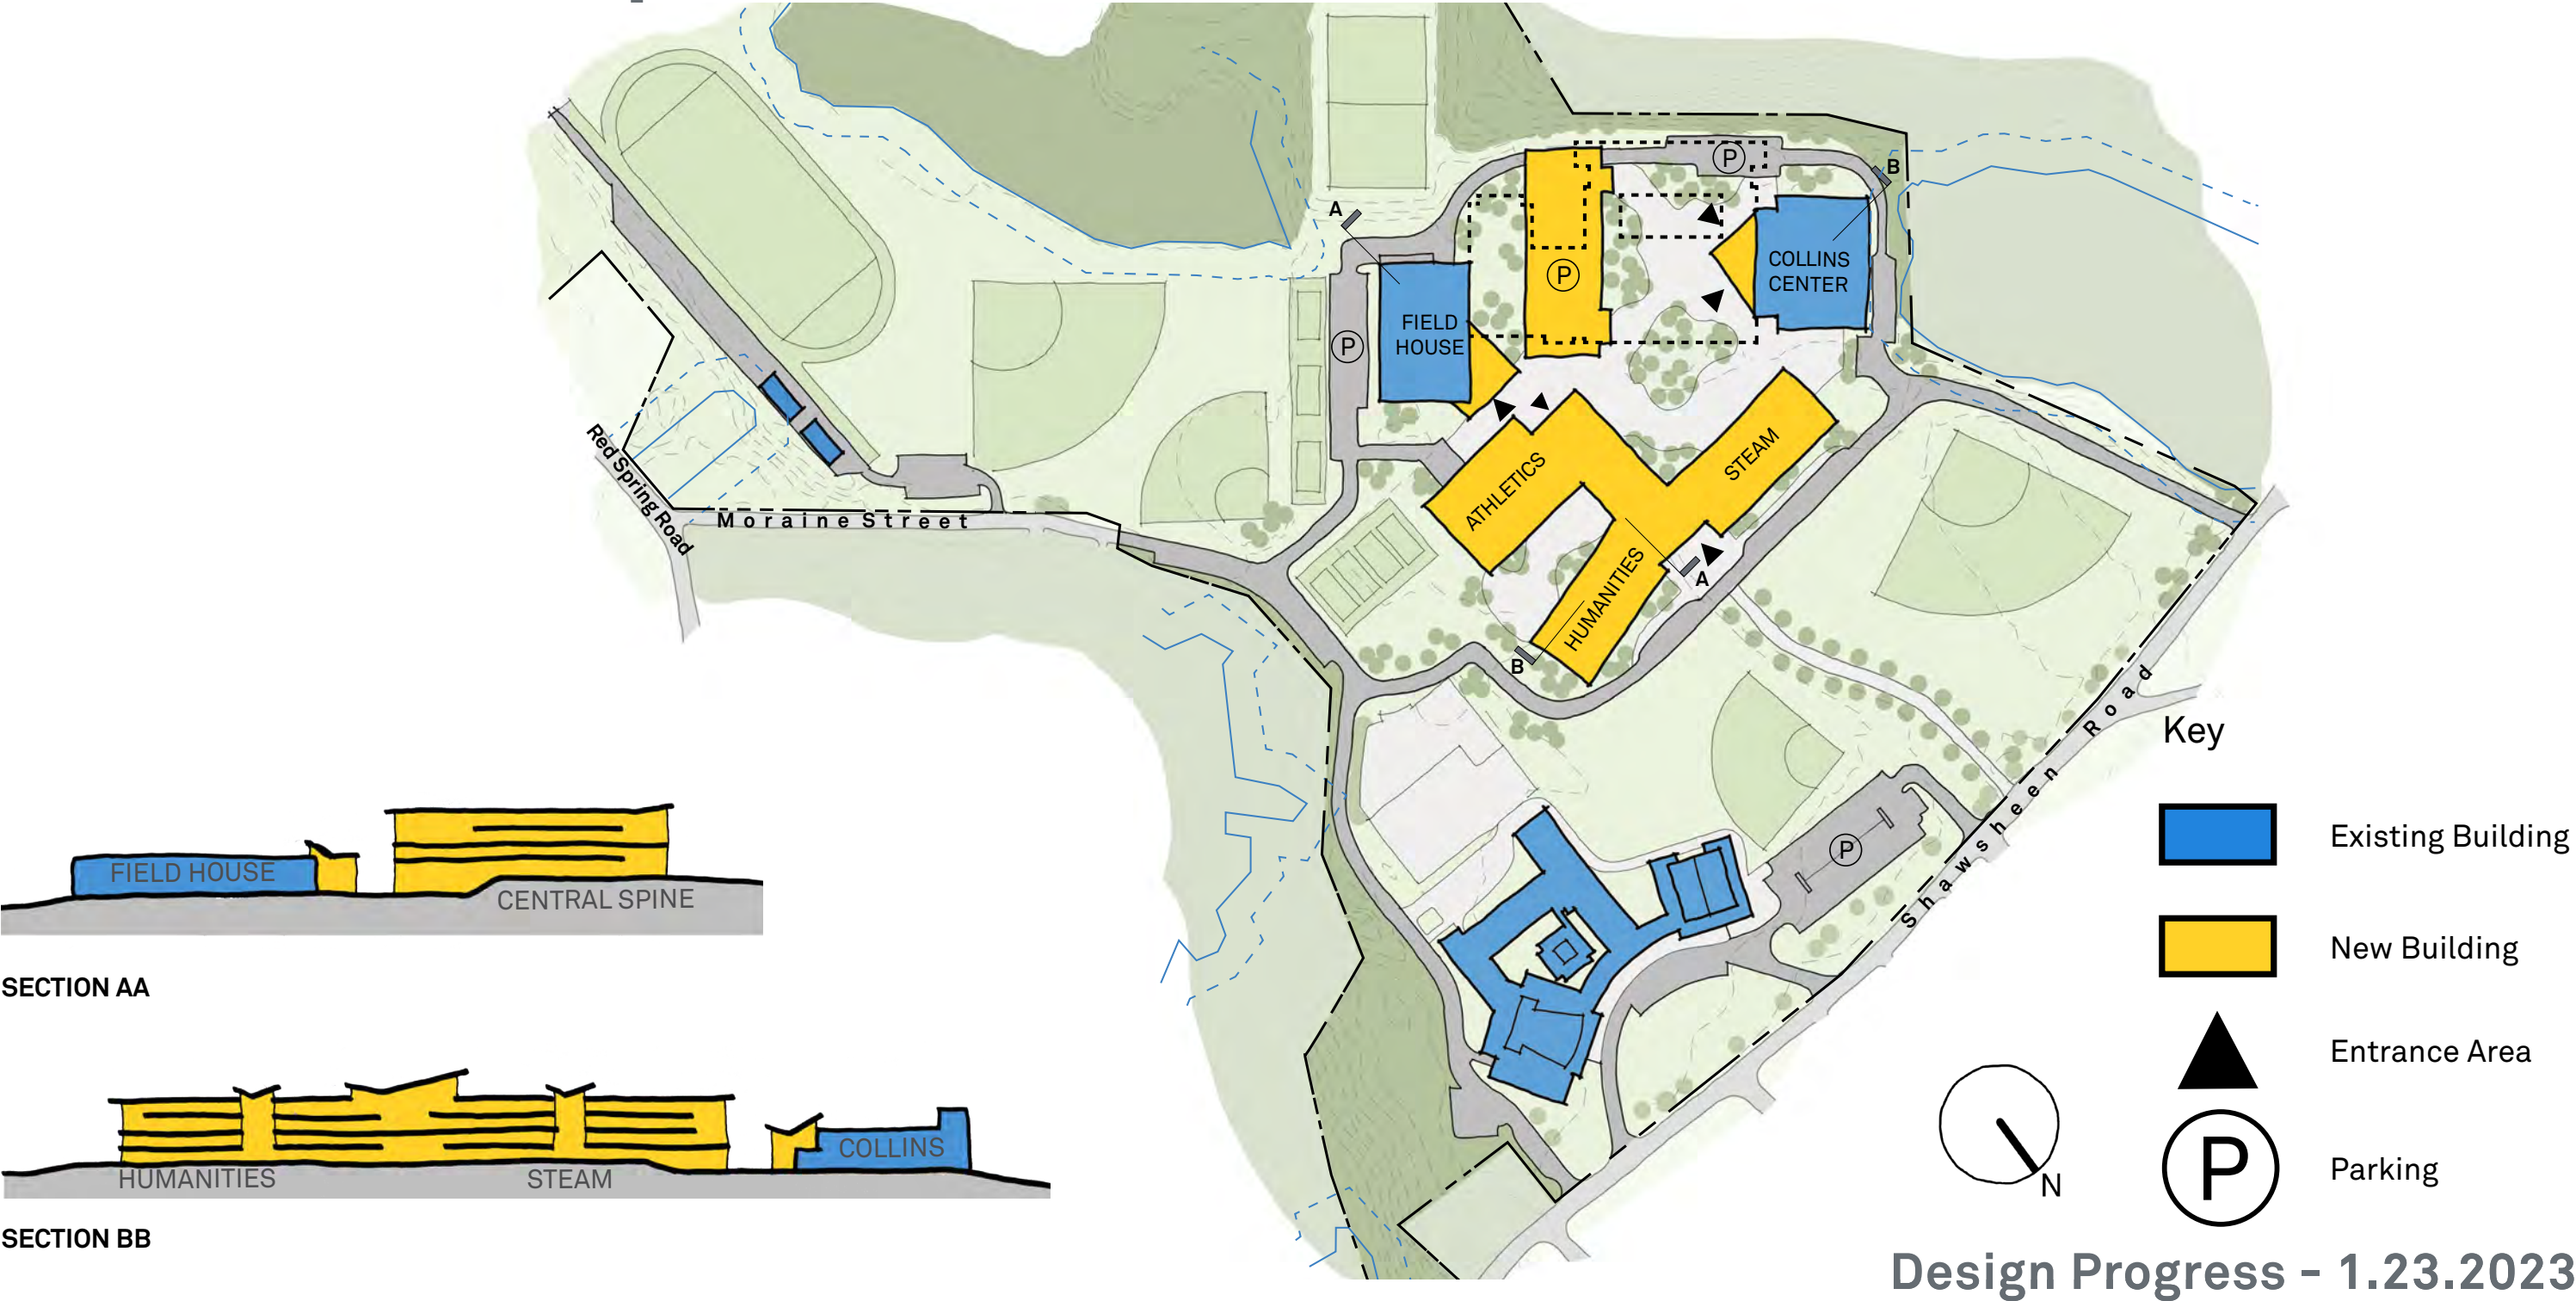 A
B
P
COLLINS
CENTER
P
FIELD
HOUSE
P
Red Spring Road
Moraine Street
ATHLETICS
STEAM
HUMANITIES
A
B
Shawsheen Road
P
FIELD HOUSE
CENTRAL SPINE
SECTION AA
HUMANITIES
STEAM
COLLINS
SECTION BB
Key
Existing Building
New Building
Entrance Area
P
Parking
N
Design Progress - 1.23.2023